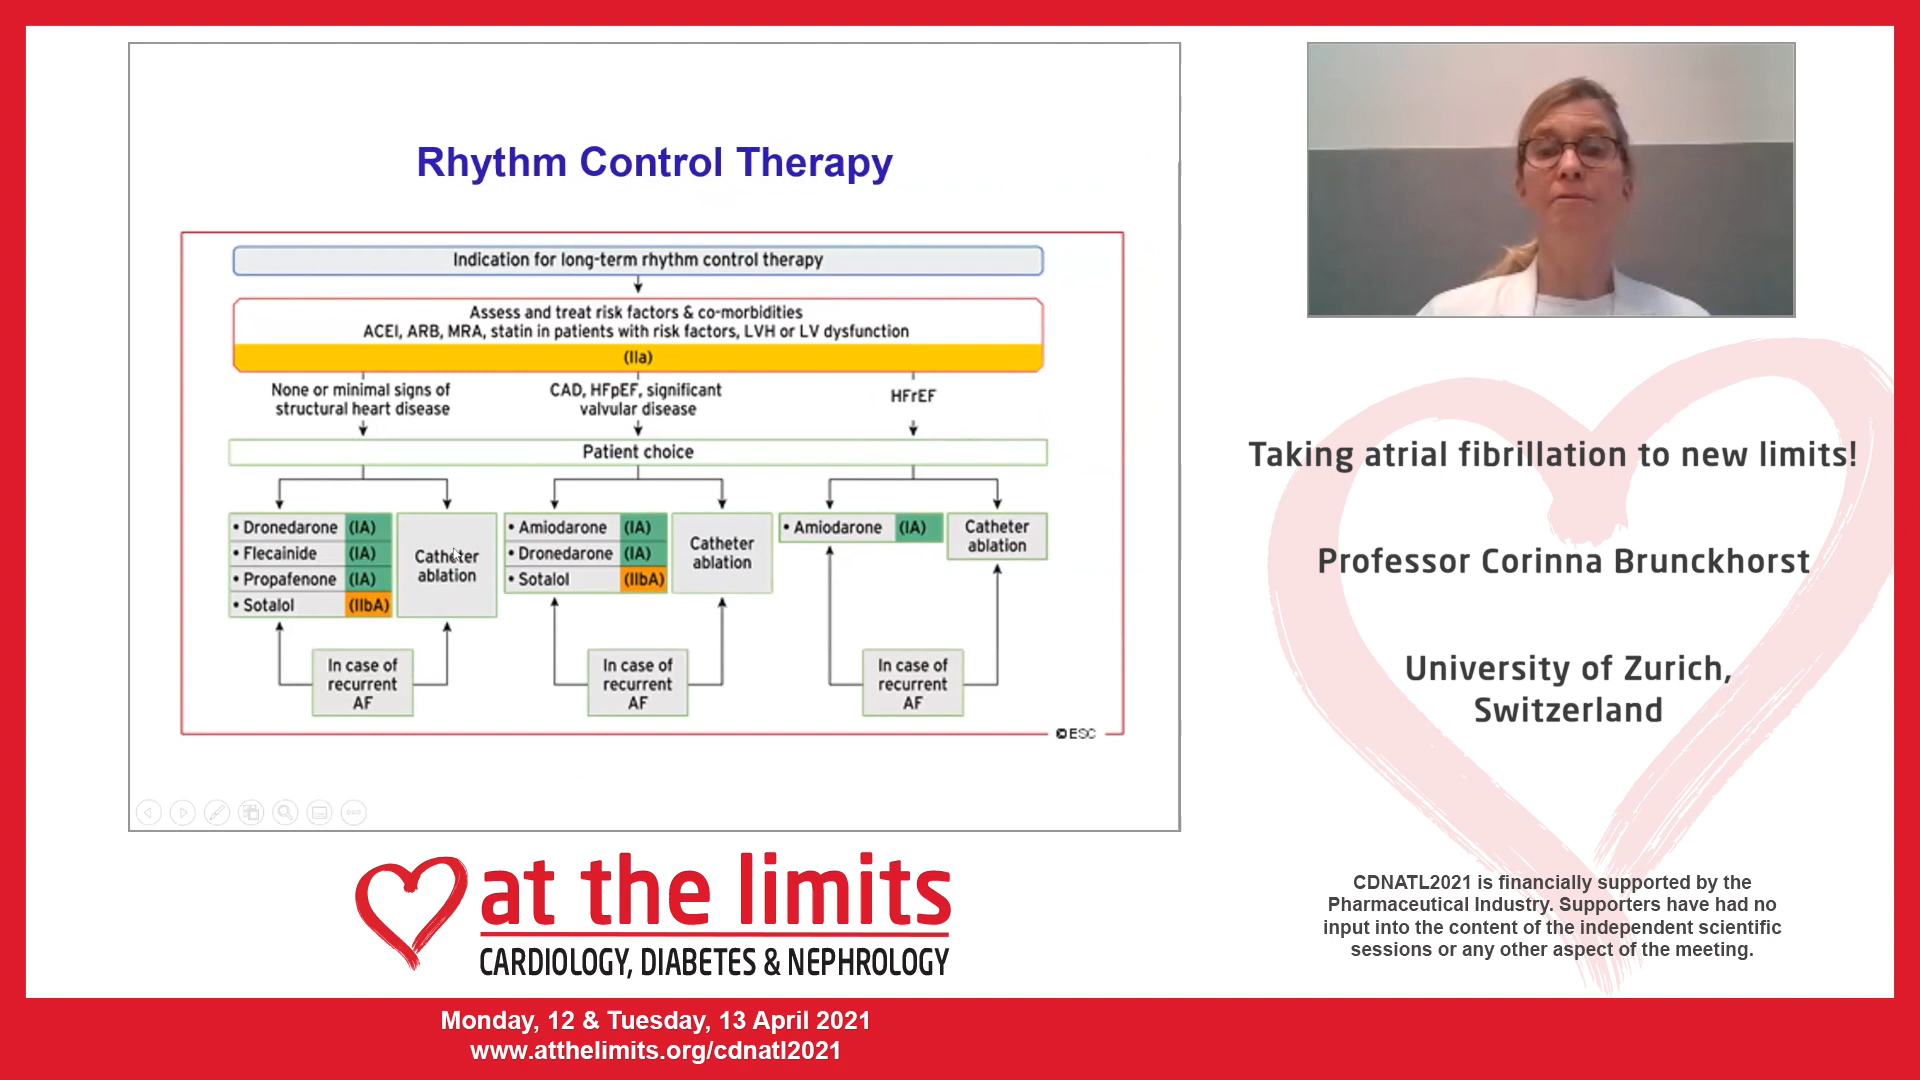 Rhythm Control Therapy
Indication for long-term rhythm control therapy
Assess and treat risk factors & co-morbidities
ACEI, ARB, MRA, statin in patients with risk factors, LVH or LV dysfunction
(IIa)
None or minimal signs of
structural heart disease
CAD, HFpEF, significant
valvular disease
HFrEF
Patient choice
• Dronedarone (IA)
• Flecainide (IA)
• Propafenone (IA)
• Sotalol (IIbA)
Catheter
ablation
• Amiodarone (IA)
• Dronedarone (IA)
• Sotalol (IIbA)
Catheter
ablation
• Amiodarone (IA)
Catheter
ablation
In case of
recurrent
AF
In case of
recurrent
AF
In case of
recurrent
AF
©ESC
Taking atrial fibrillation to new limits!
Professor Corinna Brunckhorst
University of Zurich,
Switzerland
CDNATL2021 is financially supported by the
Pharmaceutical Industry. Supporters have had no
input into the content of the independent scientific
sessions or any other aspect of the meeting.
at the limits
CARDIOLOGY, DIABETES & NEPHROLOGY
Monday, 12 & Tuesday, 13 April 2021
www.atthelimits.org/cdnatl2021